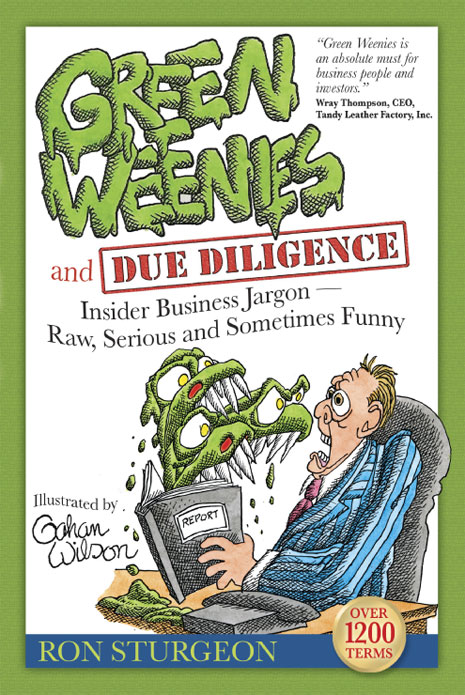 GREEN
WEENIES
"Green Weenies is
an absolute must for
business people and
investors."
Wray Thompson, CEO,
Tandy Leather Factory, Inc.
and DUE DILIGENCE
Insider Business Jargon —
Raw, Serious and Sometimes Funny
REPORT
Illustrated by
Gahan
Wilson
OVER
1200
TERMS
RON STURGEON